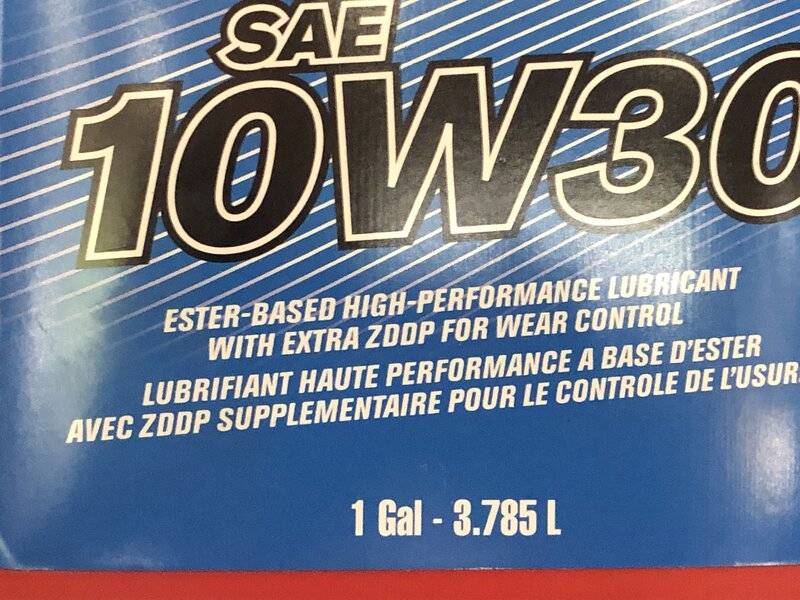 SAE
10W30
ESTER-BASED HIGH-PERFORMANCE LUBRICANT
WITH EXTRA ZDDP FOR WEAR CONTROL
LUBRIFIANT HAUTE PERFORMANCE A BASE D'ESTER
AVEC ZDDP SUPPLEMENTAIRE POUR LE CONTROLE DE L'USUR
1 Gal - 3.785 L